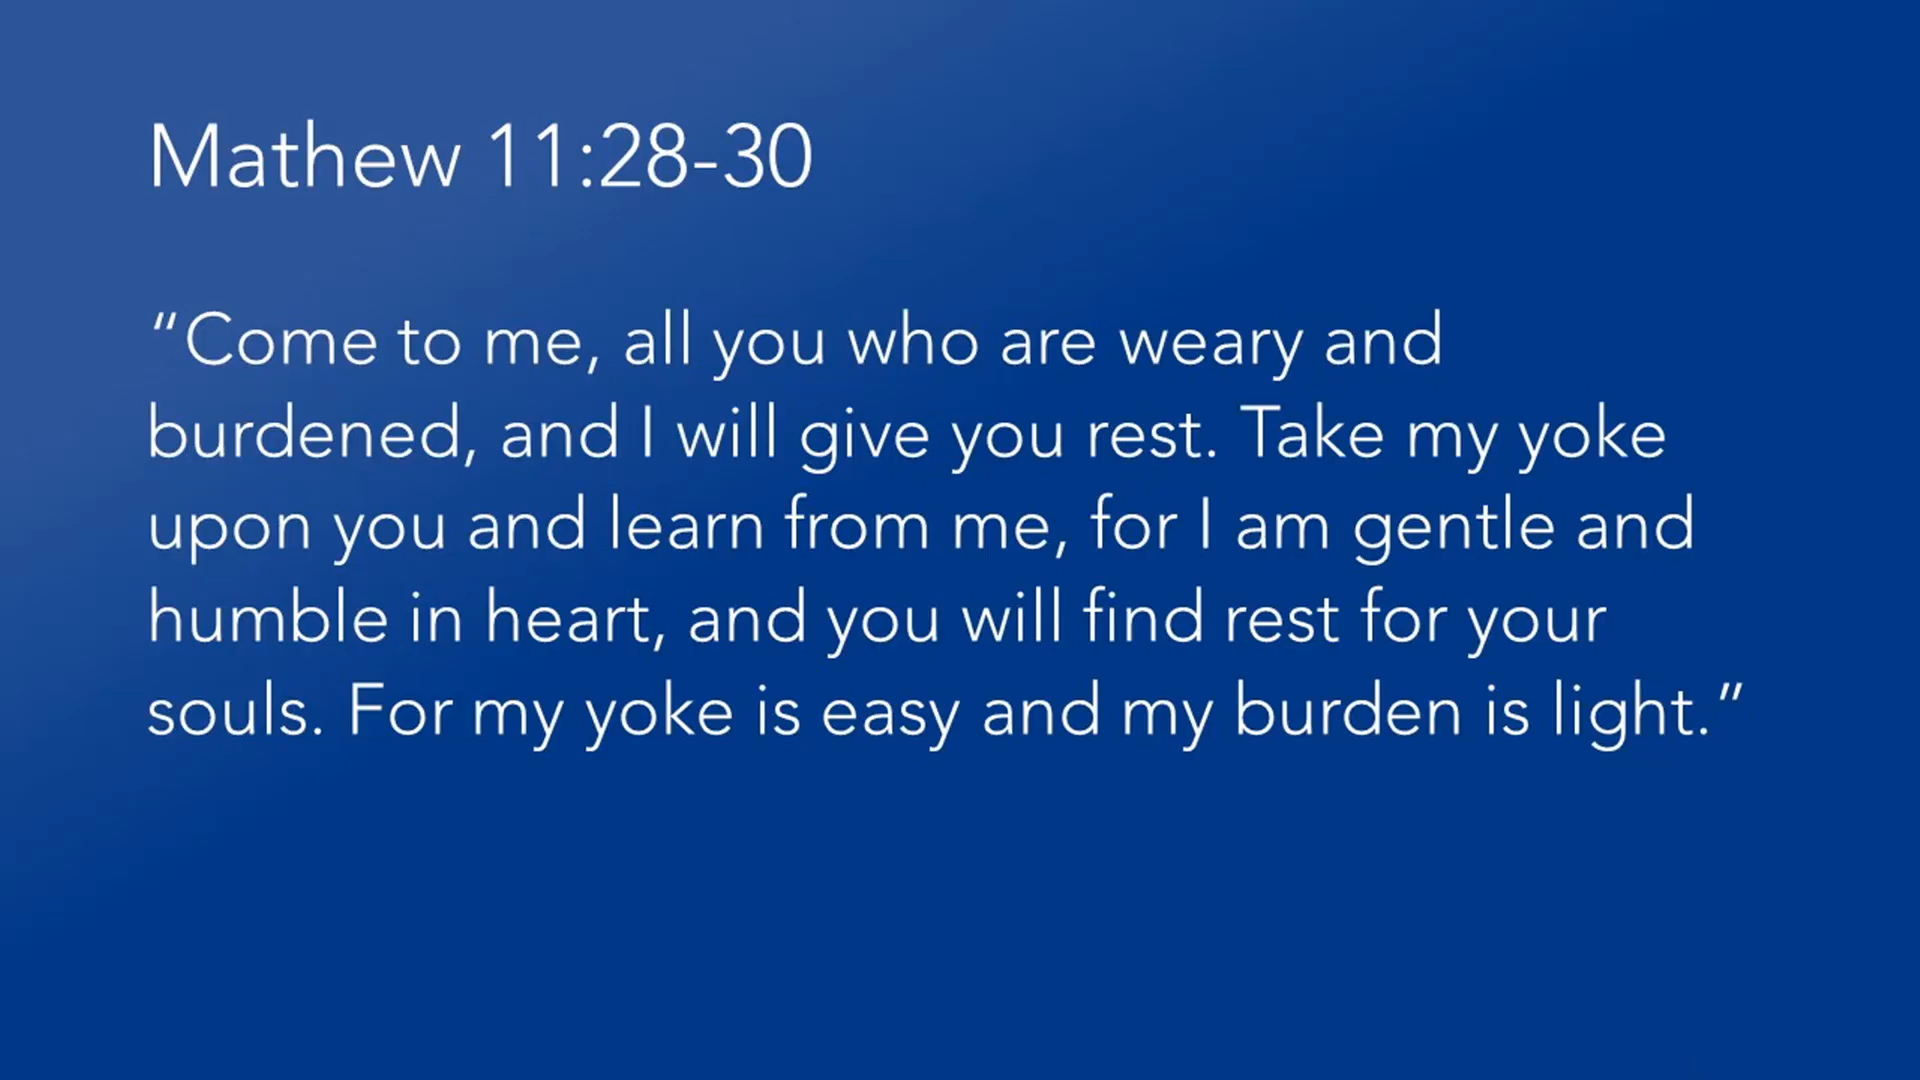 Mathew 11:28-30
“Come to me, all you who are weary and
burdened, and I will give you rest. Take my yoke
upon you and learn from me, for I am gentle and
humble in heart, and you will find rest for your
souls. For my yoke is easy and my burden is light.”